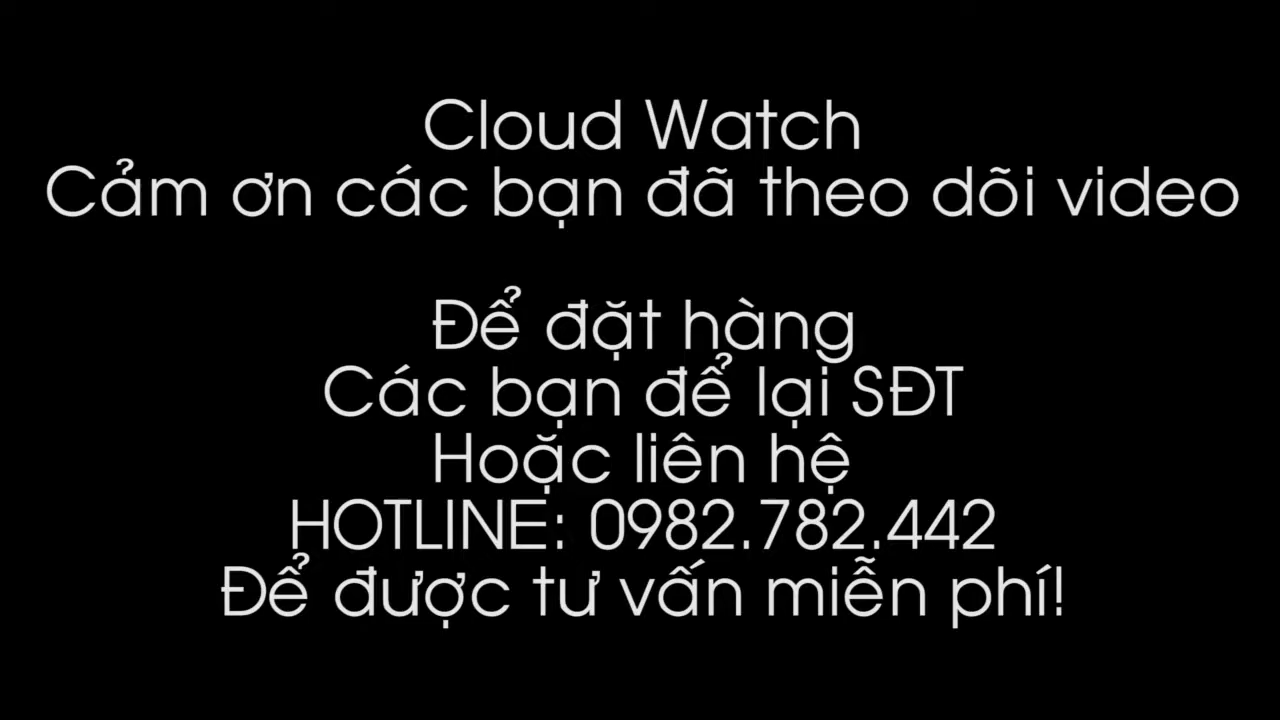 Cloud Watch
Cảm ơn các bạn đã theo dõi video
Để đặt hàng
Các bạn để lại SĐT
Hoặc liên hệ
HOTLINE: 0982.782.442
Để được tư vấn miễn phí!